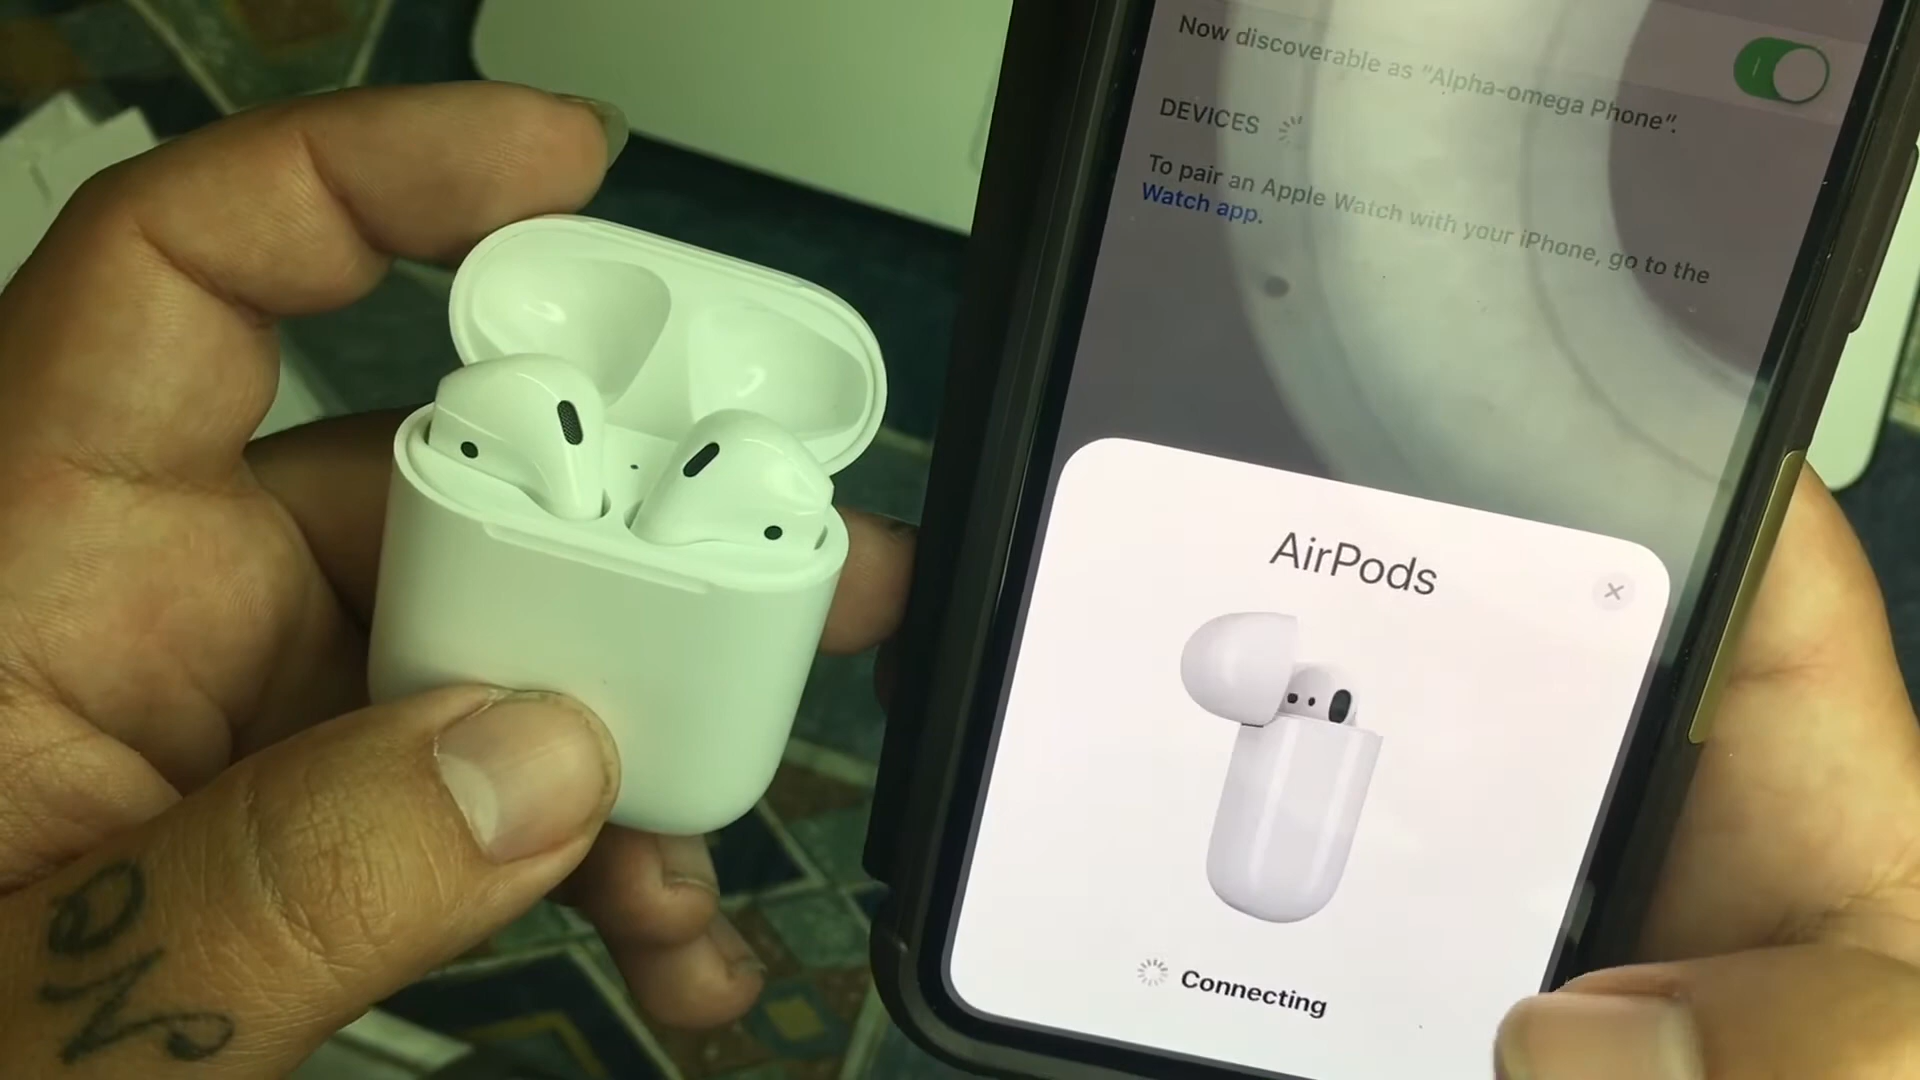 Now discoverable as "Alpha-omega Phone".
DEVICES
To pair an Apple Watch with your iPhone, go to the
Watch app.
AirPods
Connecting